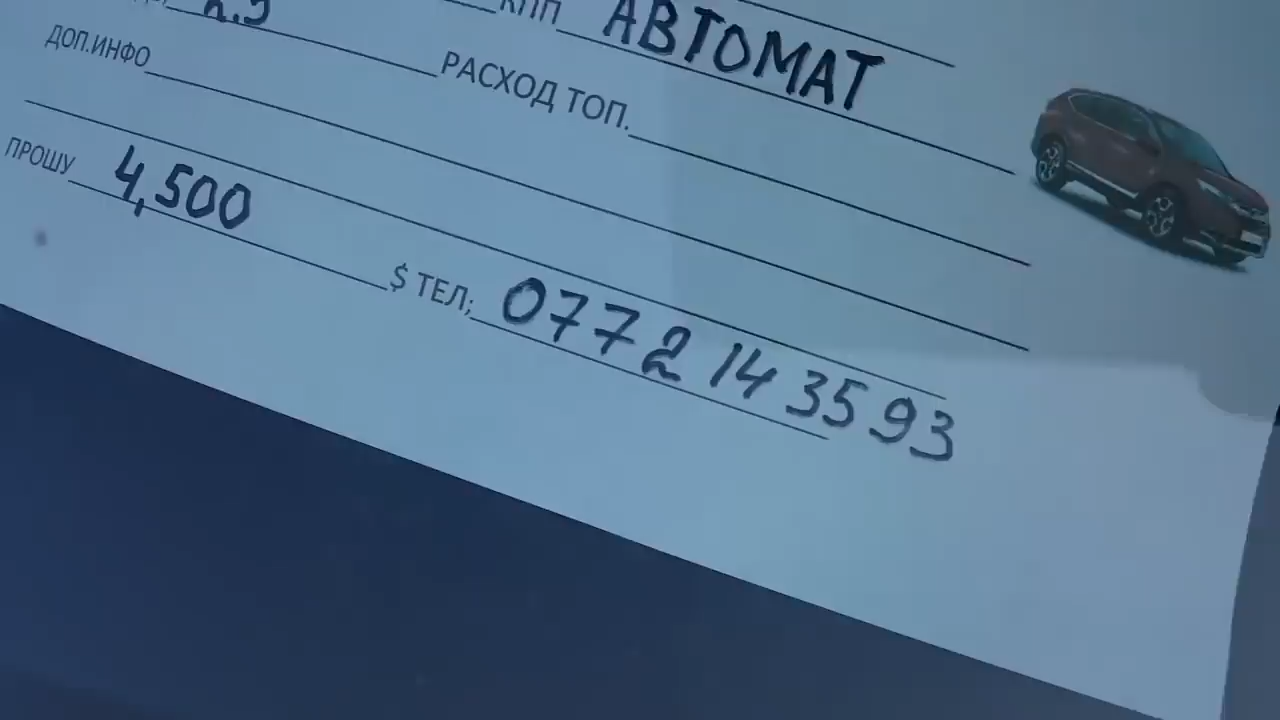 КПП АВТОМАТ
ДОП.ИНФО
РАСХОД ТОП.
ПРОШУ 4,500 $ ТЕЛ; 0772 14 35 93